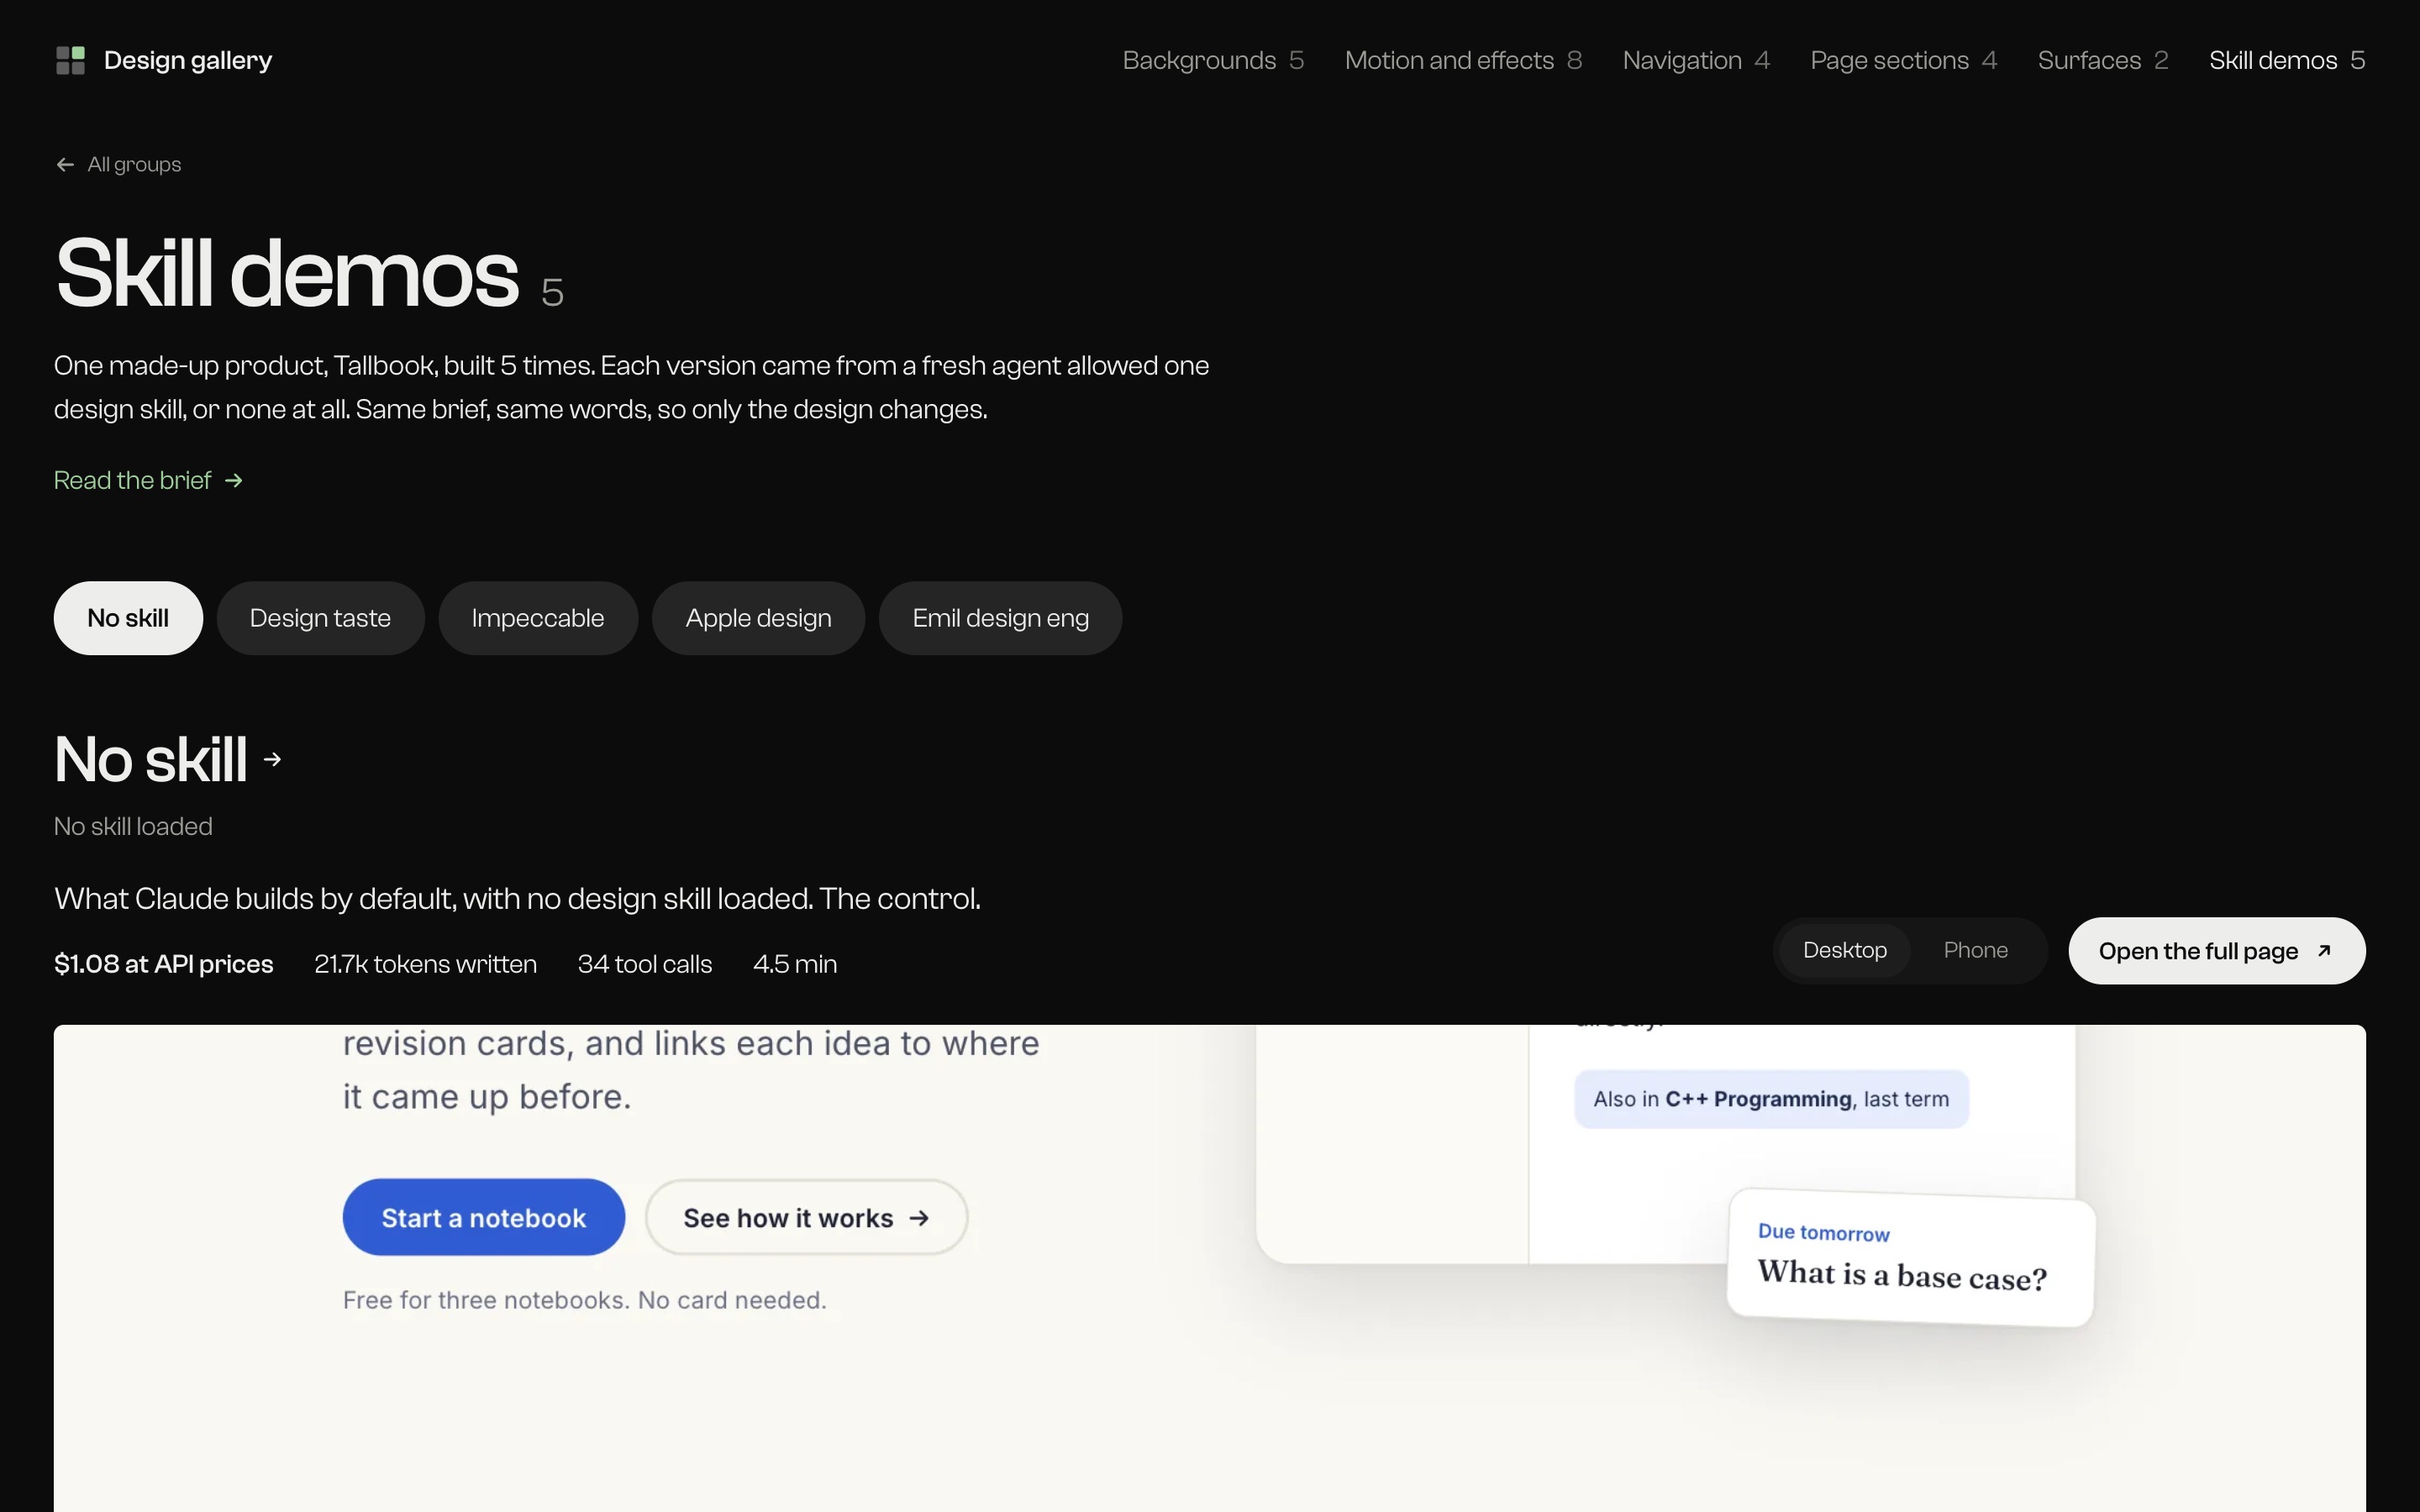 Design gallery
Backgrounds 5
Motion and effects 8
Navigation 4
Page sections 4
Surfaces 2
Skill demos 5
← All groups
Skill demos 5
One made-up product, Tallbook, built 5 times. Each version came from a fresh agent allowed one
design skill, or none at all. Same brief, same words, so only the design changes.
Read the brief →
No skill
Design taste
Impeccable
Apple design
Emil design eng
No skill →
No skill loaded
What Claude builds by default, with no design skill loaded. The control.
$1.08 at API prices
21.7k tokens written
34 tool calls
4.5 min
Desktop
Phone
Open the full page ↗
revision cards, and links each idea to where
it came up before.
Start a notebook
See how it works →
Free for three notebooks. No card needed.
Also in C++ Programming, last term
Due tomorrow
What is a base case?